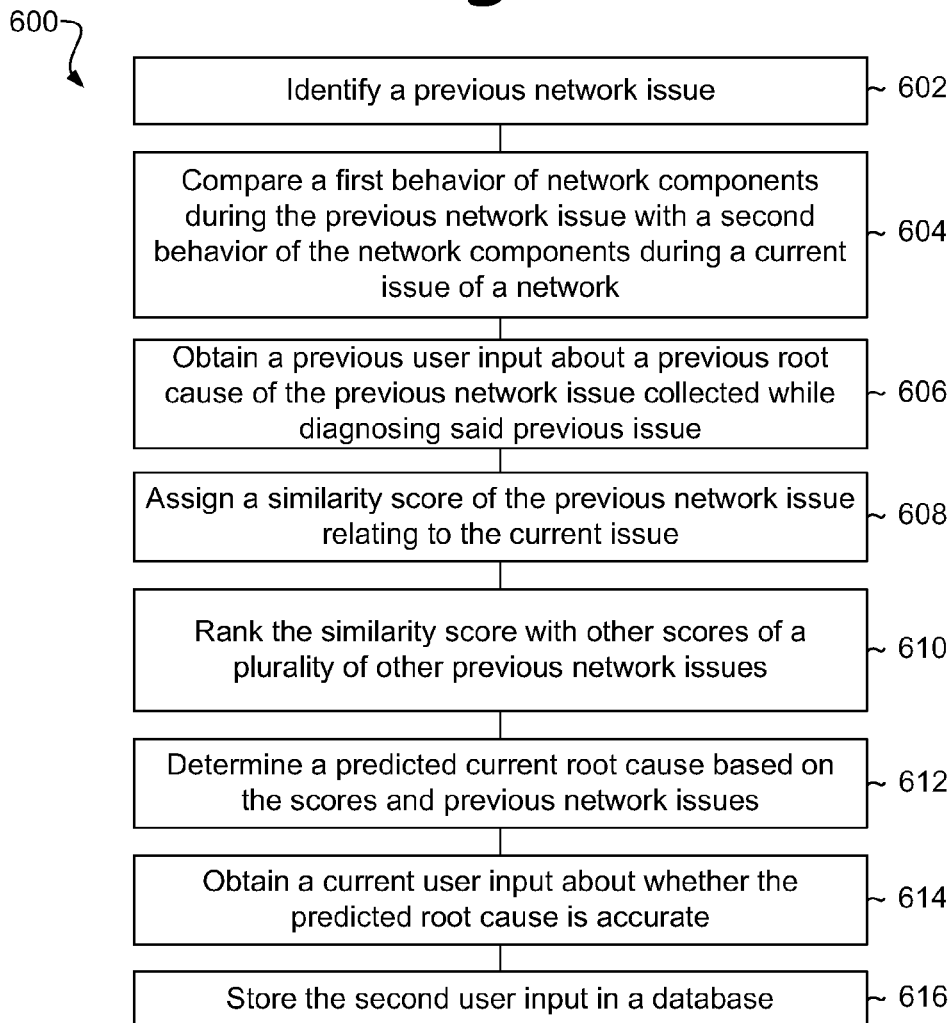 600
Identify a previous network issue
~ 602
Compare a first behavior of network components
during the previous network issue with a second
behavior of the network components during a current
issue of a network
~ 604
Obtain a previous user input about a previous root
cause of the previous network issue collected while
diagnosing said previous issue
~ 606
Assign a similarity score of the previous network issue
relating to the current issue
~ 608
Rank the similarity score with other scores of a
plurality of other previous network issues
~ 610
Determine a predicted current root cause based on
the scores and previous network issues
~ 612
Obtain a current user input about whether the
predicted root cause is accurate
~ 614
Store the second user input in a database
~ 616